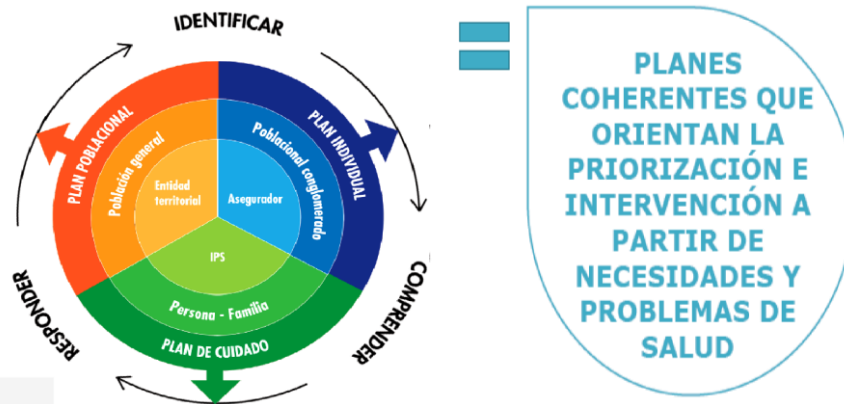 IDENTIFICAR
PLAN POBLACIONAL
Población general
Entidad
territorial
PLAN INDIVIDUAL
Poblacional conglomerado
Asegurador
IPS
Persona - Familia
PLAN DE CUIDADO
RESPONDER
COMPRENDER
PLANES
COHERENTES QUE
ORIENTAN LA
PRIORIZACIÓN E
INTERVENCIÓN A
PARTIR DE
NECESIDADES Y
PROBLEMAS DE
SALUD